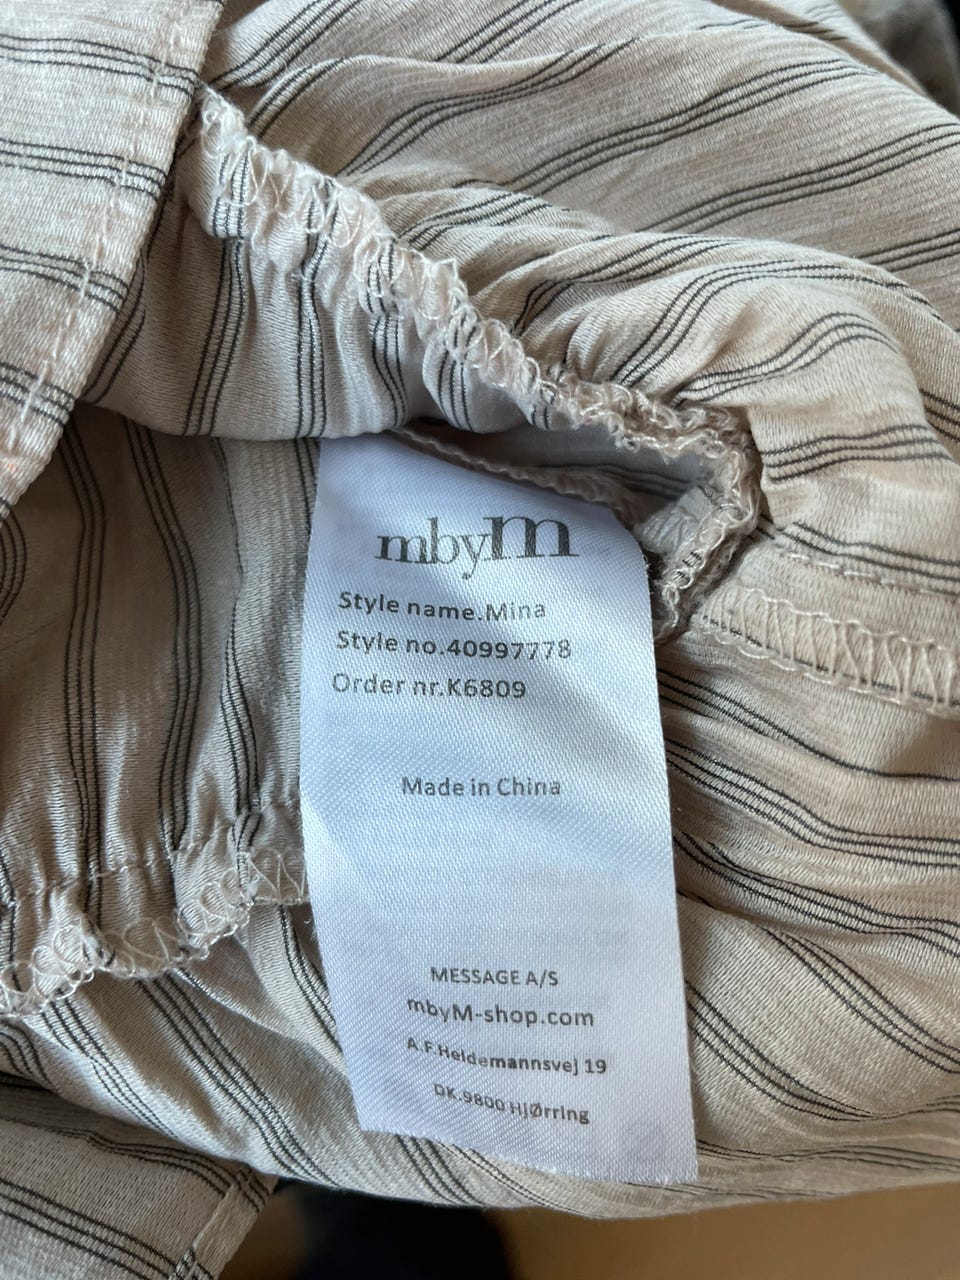 mbym
Style name.Mina
Style no.40997778
Order nr.K6809
Made in China
MESSAGE A/S
mbyM-shop.com
A.F.Heidemannsvej 19
DK.9800 HjØrring